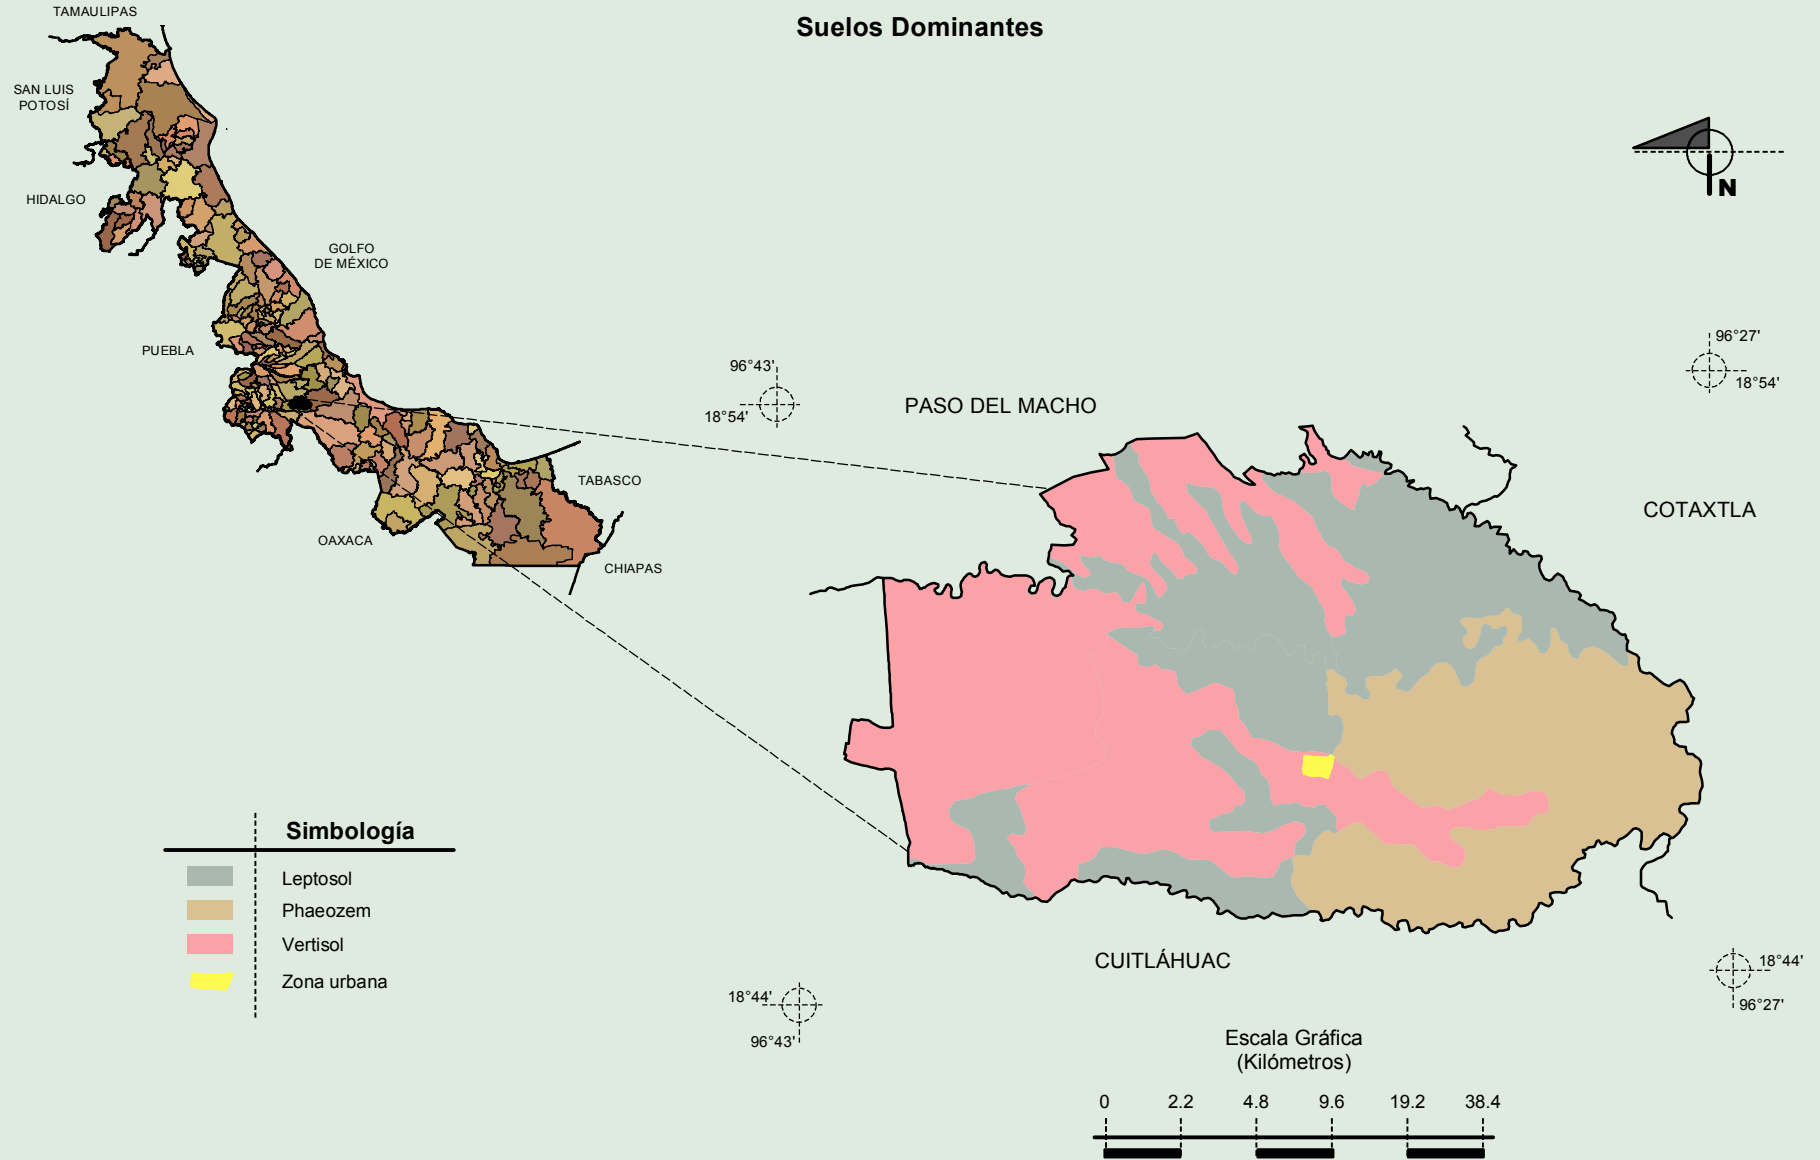 Suelos Dominantes
TAMAULIPAS
SAN LUIS
POTOSÍ
HIDALGO
GOLFO
DE MÉXICO
PUEBLA
OAXACA
TABASCO
CHIAPAS
N
96°43'
18°54'
96°27'
18°54'
PASO DEL MACHO
COTAXTLA
CUITLÁHUAC
Simbología
Leptosol
Phaeozem
Vertisol
Zona urbana
18°44'
96°43'
18°44'
96°27'
Escala Gráfica
(Kilómetros)
0 2.2 4.8 9.6 19.2 38.4